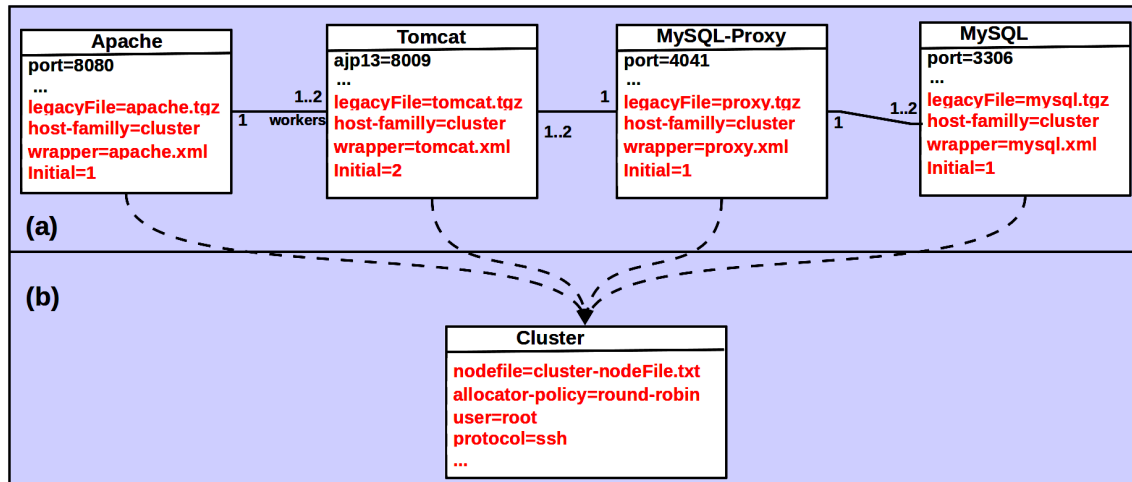 Apache
port=8080
...
legacyFile=apache.tgz
host-familly=cluster
wrapper=apache.xml
Initial=1
1
1..2
workers
Tomcat
ajp13=8009
...
legacyFile=tomcat.tgz
host-familly=cluster
wrapper=tomcat.xml
Initial=2
1..2
1
MySQL-Proxy
port=4041
...
legacyFile=proxy.tgz
host-familly=cluster
wrapper=proxy.xml
Initial=1
1
1..2
MySQL
port=3306
...
legacyFile=mysql.tgz
host-familly=cluster
wrapper=mysql.xml
Initial=1
(a)
(b)
Cluster
nodefile=cluster-nodeFile.txt
allocator-policy=round-robin
user=root
protocol=ssh
...